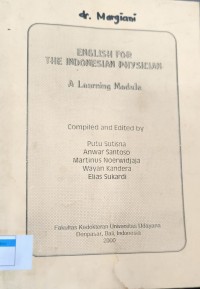 dr. Margiani
ENGLISH FOR
THE INDONESIAN PHYSICIAN
A Learning Module
Compiled and Edited by
Putu Sutisna
Anwar Santoso
Martinus Noerwidjaja
Wayan Kandera
Elias Sukardi
Fakultas Kedokteran Universitas Udayana
Denpasar, Bali, Indonesia
2000